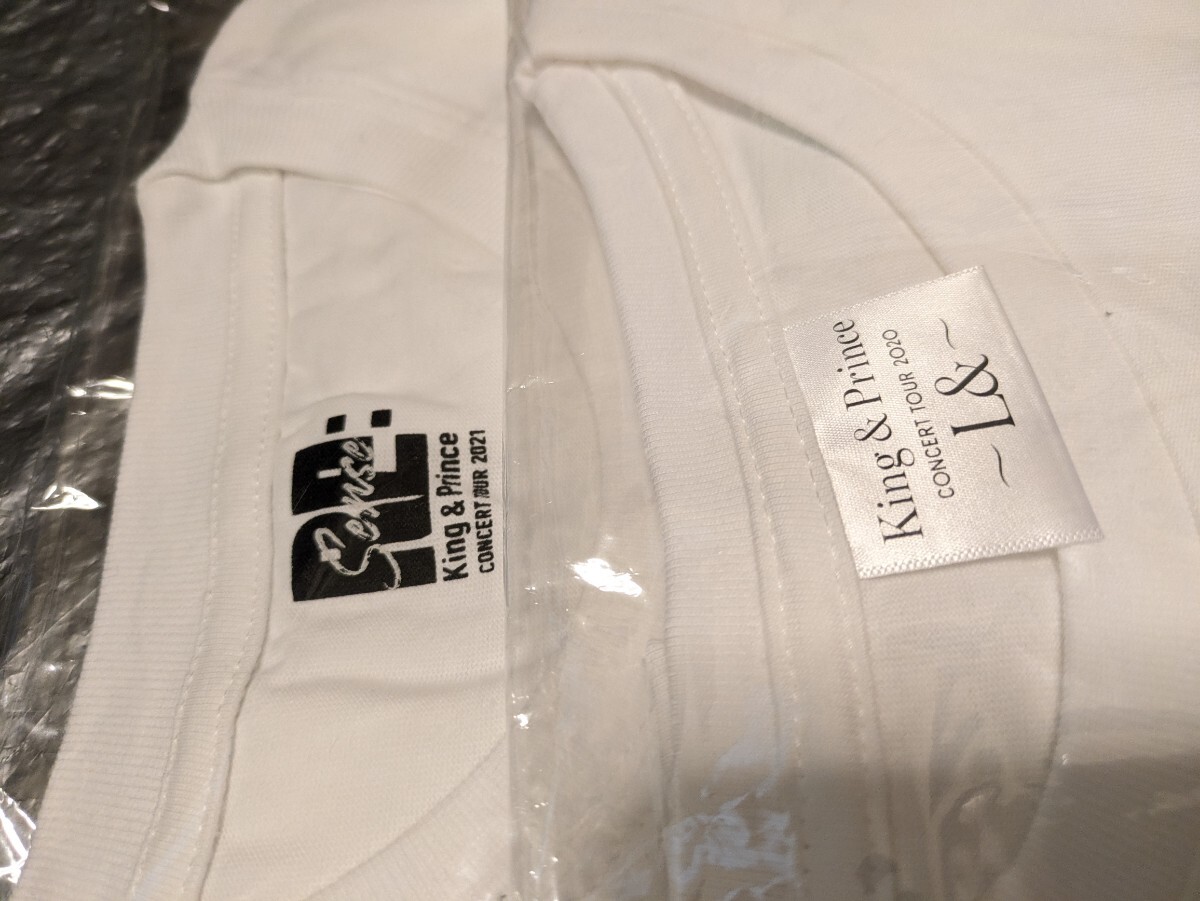 Re:Sense
King & Prince
CONCERT TOUR 2021
King & Prince
CONCERT TOUR 2020
~ L& ~